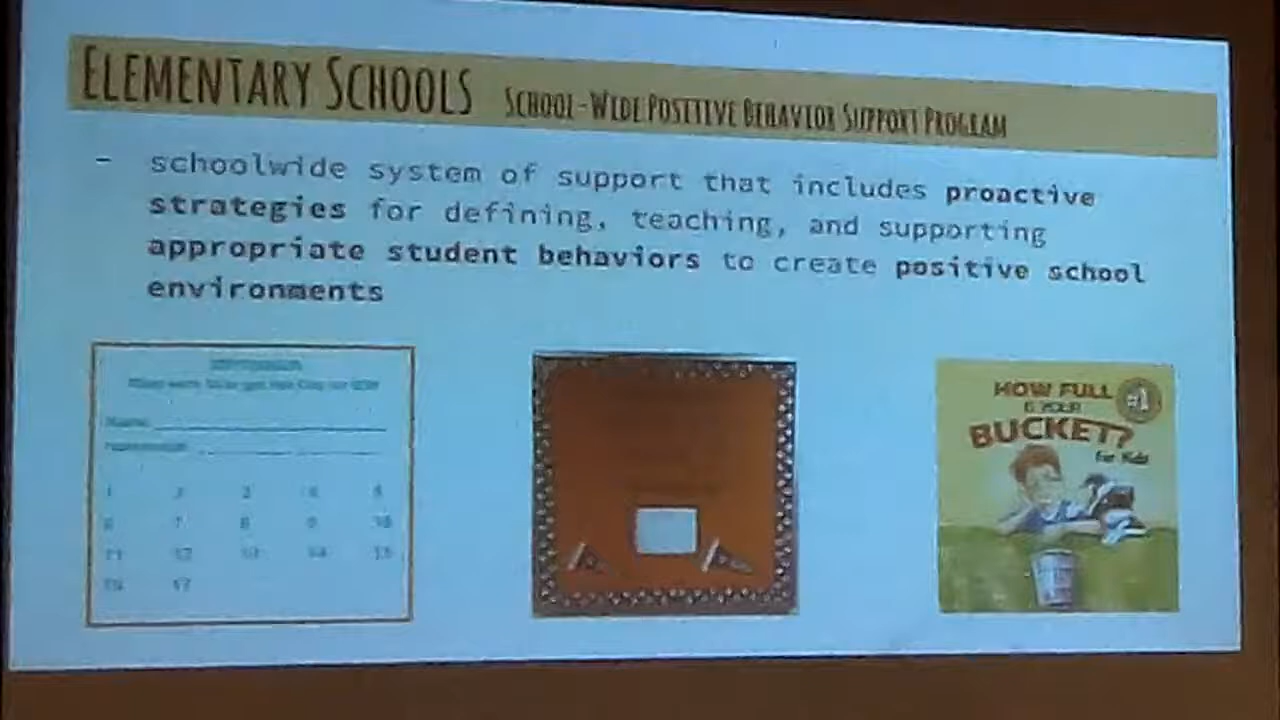 ELEMENTARY SCHOOLS SCHOOL-WIDE POSITIVE BEHAVIOR SUPPORT PROGRAM
- schoolwide system of support that includes proactive
strategies for defining, teaching, and supporting
appropriate student behaviors to create positive school
environments
Name
1 2 3 4 5
6 7 8 9 10
11 12 13 14 15
16 17
HOW FULL
IS YOUR
BUCKET?
for Kids
#1